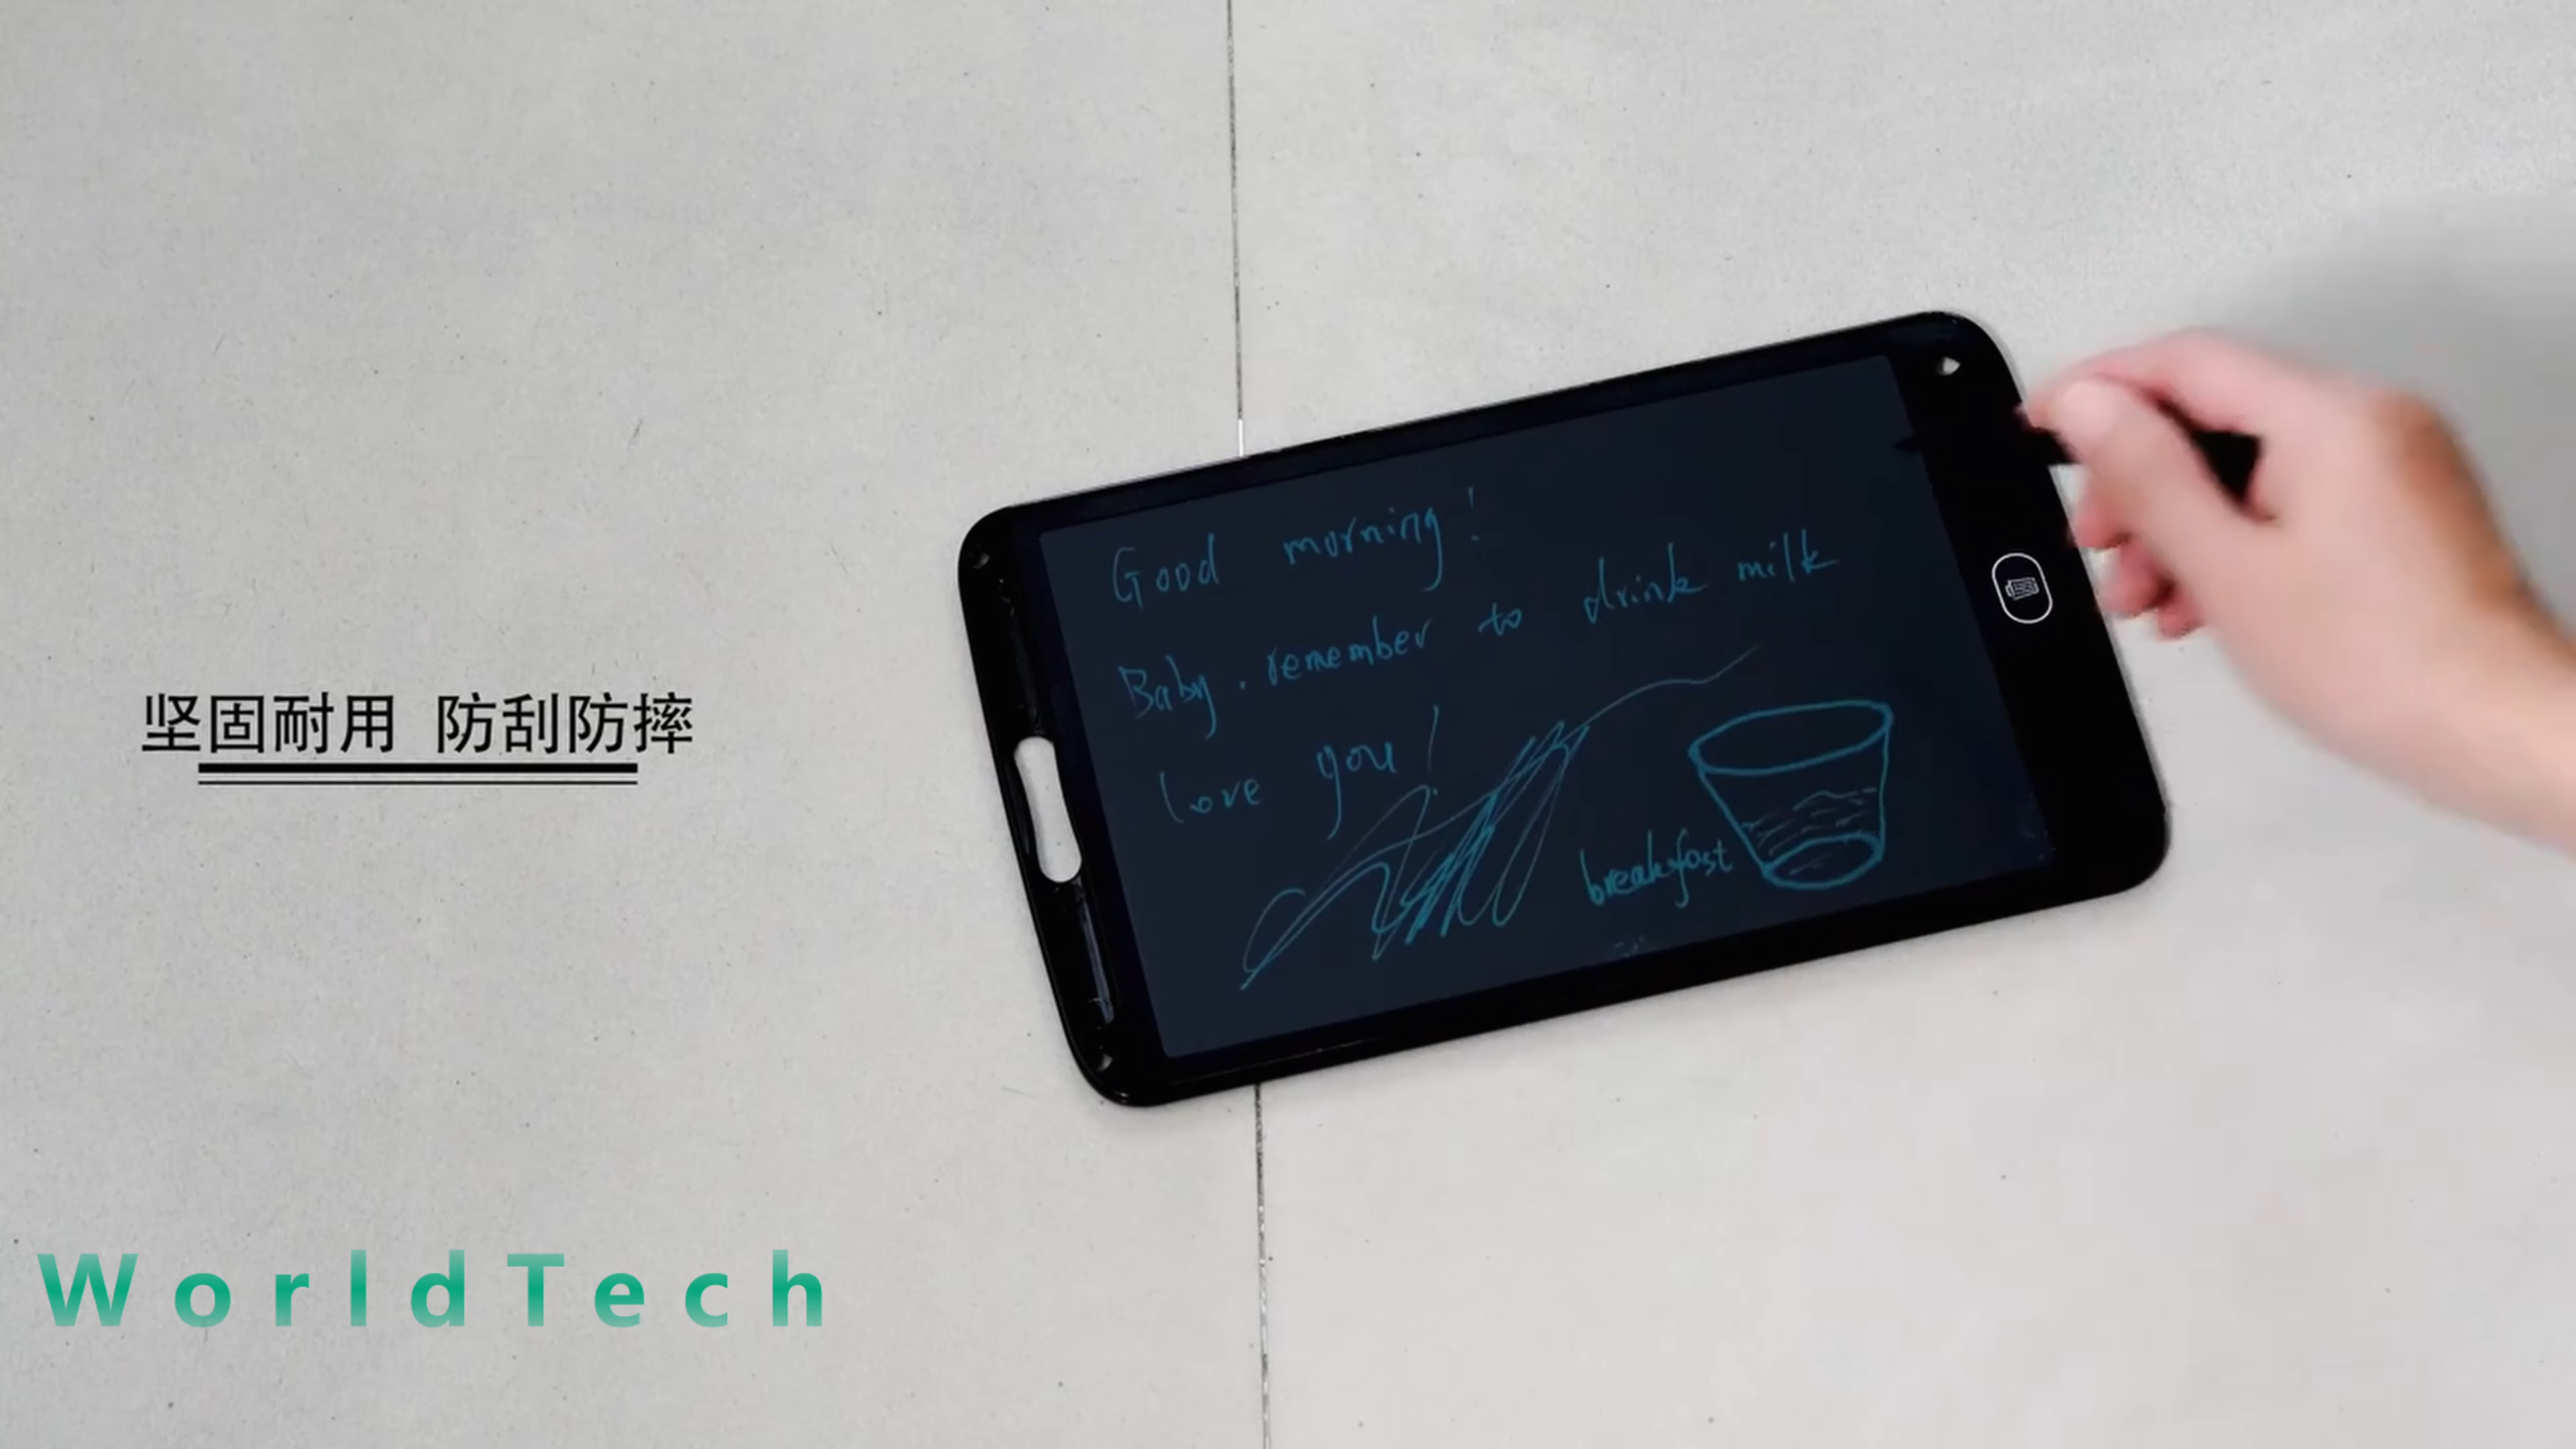 坚固耐用 防刮防摔
Good morning!
Baby. remember to drink milk
love you!
breakfast
WorldTech